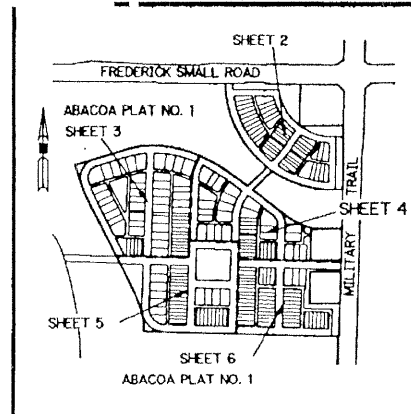 SHEET 2
FREDERICK SMALL ROAD
ABACOA PLAT NO. 1
SHEET 3
SHEET 4
MILITARY TRAIL
SHEET 5
SHEET 6
ABACOA PLAT NO. 1